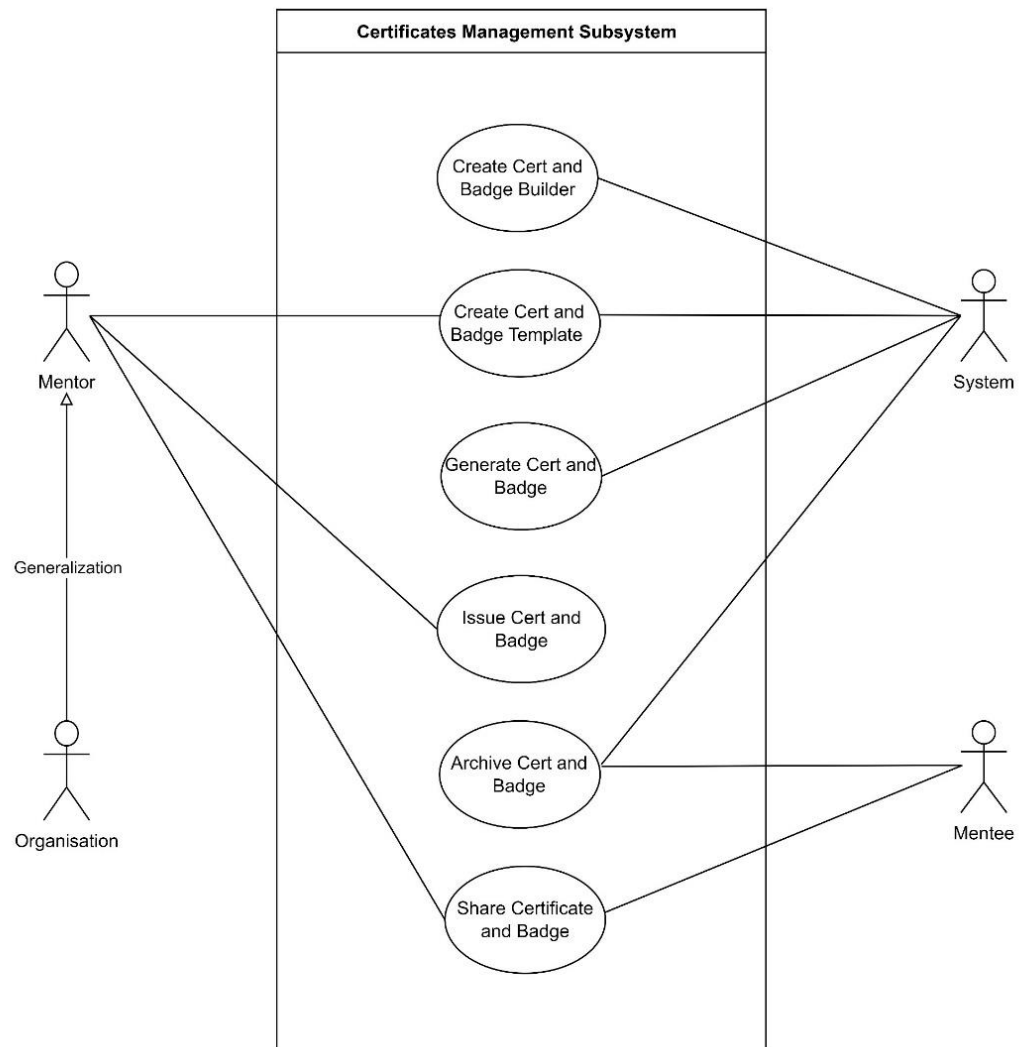 Certificates Management Subsystem
Create Cert and
Badge Builder
Mentor
Create Cert and
Badge Template
System
Generate Cert and
Badge
Generalization
Issue Cert and
Badge
Organisation
Archive Cert and
Badge
Mentee
Share Certificate
and Badge